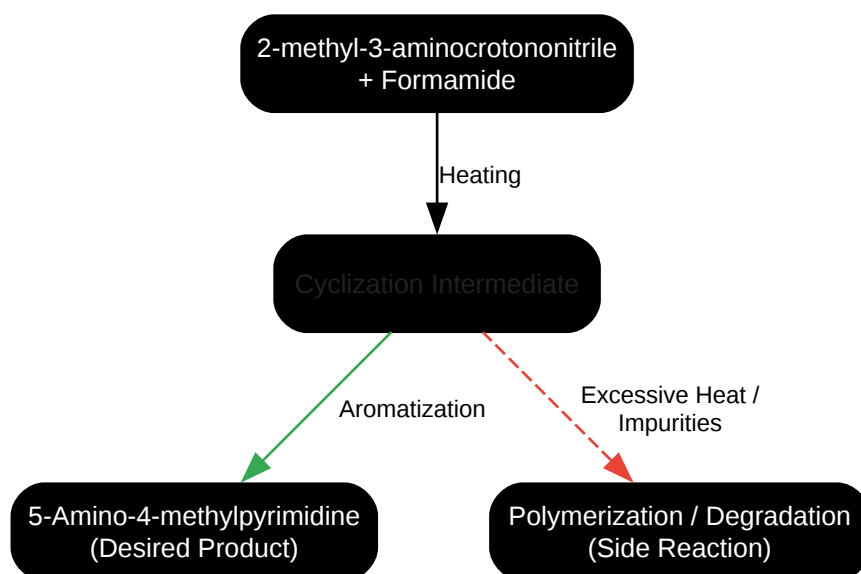 2-methyl-3-aminocrotononitrile
+ Formamide
Heating
Cyclization Intermediate
Aromatization
Excessive Heat /
Impurities
5-Amino-4-methylpyrimidine
(Desired Product)
Polymerization / Degradation
(Side Reaction)